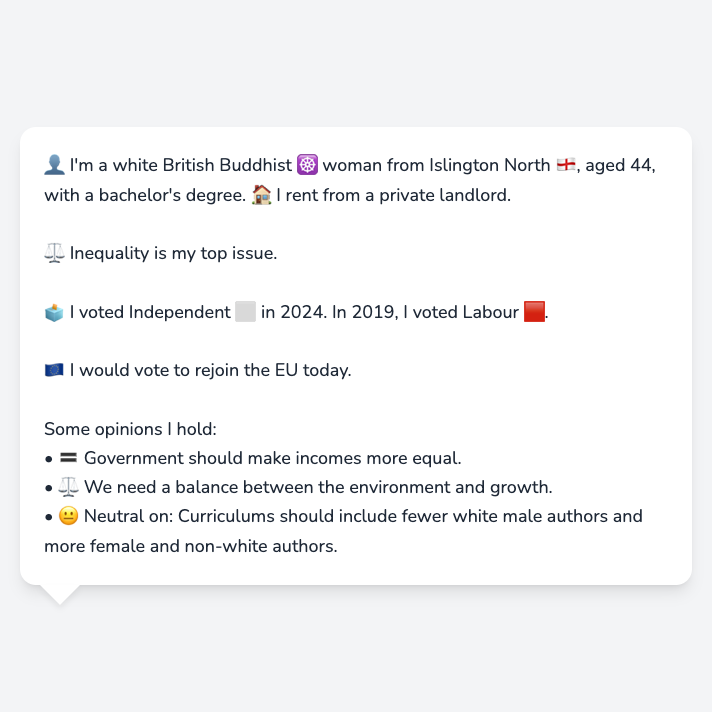 👤 I'm a white British Buddhist ☸️ woman from Islington North 🏴󠁧󠁢󠁥󠁮󠁧󠁿, aged 44,
with a bachelor's degree. 🏠 I rent from a private landlord.
⚖️ Inequality is my top issue.
🗳️ I voted Independent ⬜ in 2024. In 2019, I voted Labour 🟥.
🇪🇺 I would vote to rejoin the EU today.
Some opinions I hold:
• 🟰 Government should make incomes more equal.
• ⚖️ We need a balance between the environment and growth.
• 😐 Neutral on: Curriculums should include fewer white male authors and
more female and non-white authors.